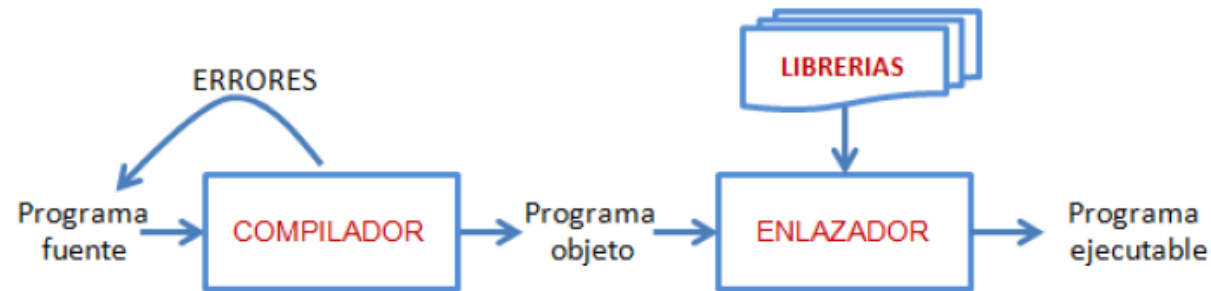 ERRORES
LIBRERIAS
Programa
fuente
COMPILADOR
Programa
objeto
ENLAZADOR
Programa
ejecutable